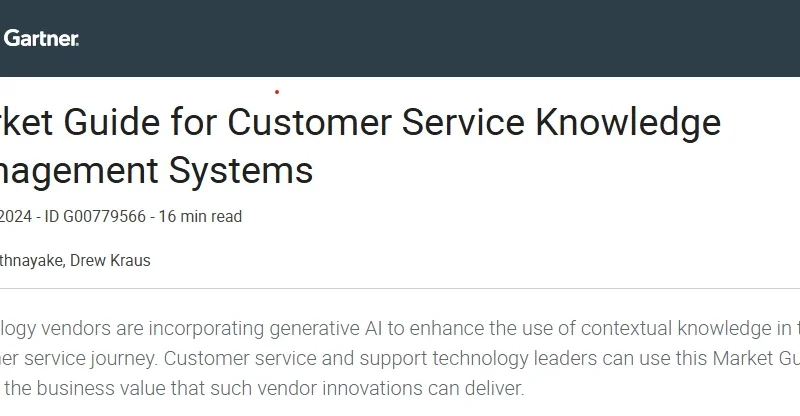 Gartner
rket Guide for Customer Service Knowledge
nagement Systems
2024 - ID G00779566 - 16 min read
thnayake, Drew Kraus
logy vendors are incorporating generative AI to enhance the use of contextual knowledge in t
er service journey. Customer service and support technology leaders can use this Market Gu
the business value that such vendor innovations can deliver.